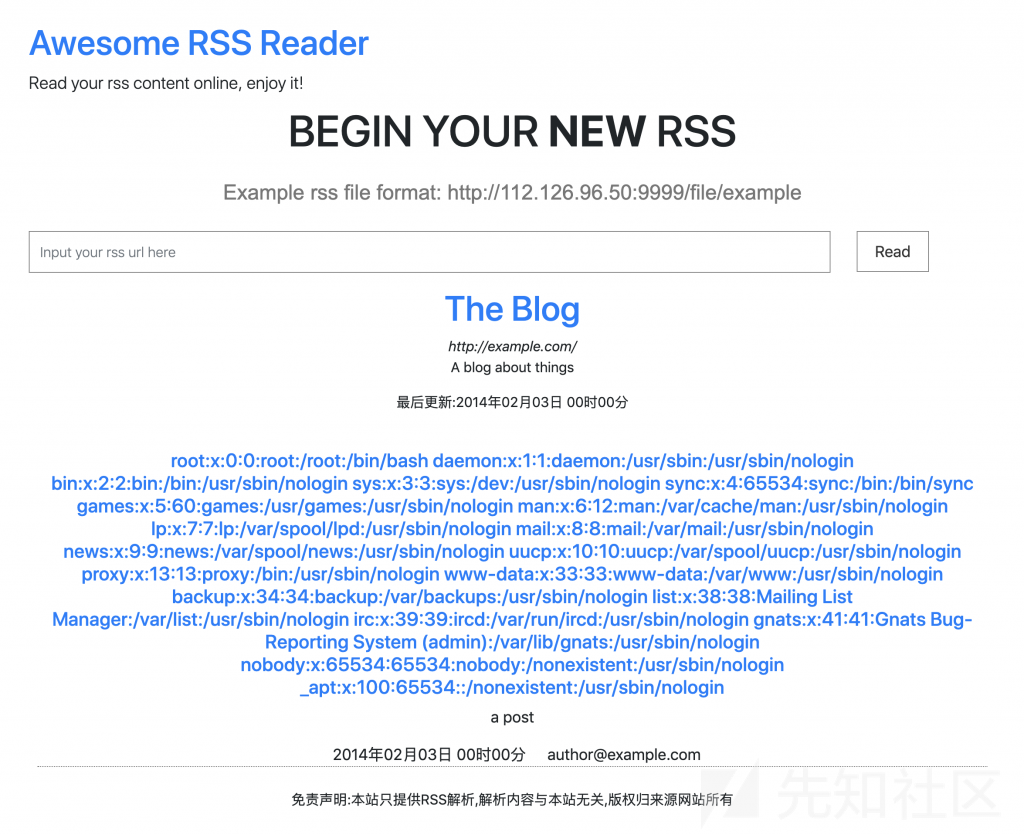 Awesome RSS Reader
Read your rss content online, enjoy it!
BEGIN YOUR NEW RSS
Example rss file format: http://112.126.96.50:9999/file/example
Input your rss url here
Read
The Blog
http://example.com/
A blog about things
最后更新:2014年02月03日 00时00分
root:x:0:0:root:/root:/bin/bash daemon:x:1:1:daemon:/usr/sbin:/usr/sbin/nologin
bin:x:2:2:bin:/bin:/usr/sbin/nologin sys:x:3:3:sys:/dev:/usr/sbin/nologin sync:x:4:65534:sync:/bin:/bin/sync
games:x:5:60:games:/usr/games:/usr/sbin/nologin man:x:6:12:man:/var/cache/man:/usr/sbin/nologin
lp:x:7:7:lp:/var/spool/lpd:/usr/sbin/nologin mail:x:8:8:mail:/var/mail:/usr/sbin/nologin
news:x:9:9:news:/var/spool/news:/usr/sbin/nologin uucp:x:10:10:uucp:/var/spool/uucp:/usr/sbin/nologin
proxy:x:13:13:proxy:/bin:/usr/sbin/nologin www-data:x:33:33:www-data:/var/www:/usr/sbin/nologin
backup:x:34:34:backup:/var/backups:/usr/sbin/nologin list:x:38:38:Mailing List
Manager:/var/list:/usr/sbin/nologin irc:x:39:39:ircd:/var/run/ircd:/usr/sbin/nologin gnats:x:41:41:Gnats Bug-
Reporting System (admin):/var/lib/gnats:/usr/sbin/nologin
nobody:x:65534:65534:nobody:/nonexistent:/usr/sbin/nologin
_apt:x:100:65534::/nonexistent:/usr/sbin/nologin
a post
2014年02月03日 00时00分 author@example.com
免责声明:本站只提供RSS解析,解析内容与本站无关,版权归来源网站所有
先知社区